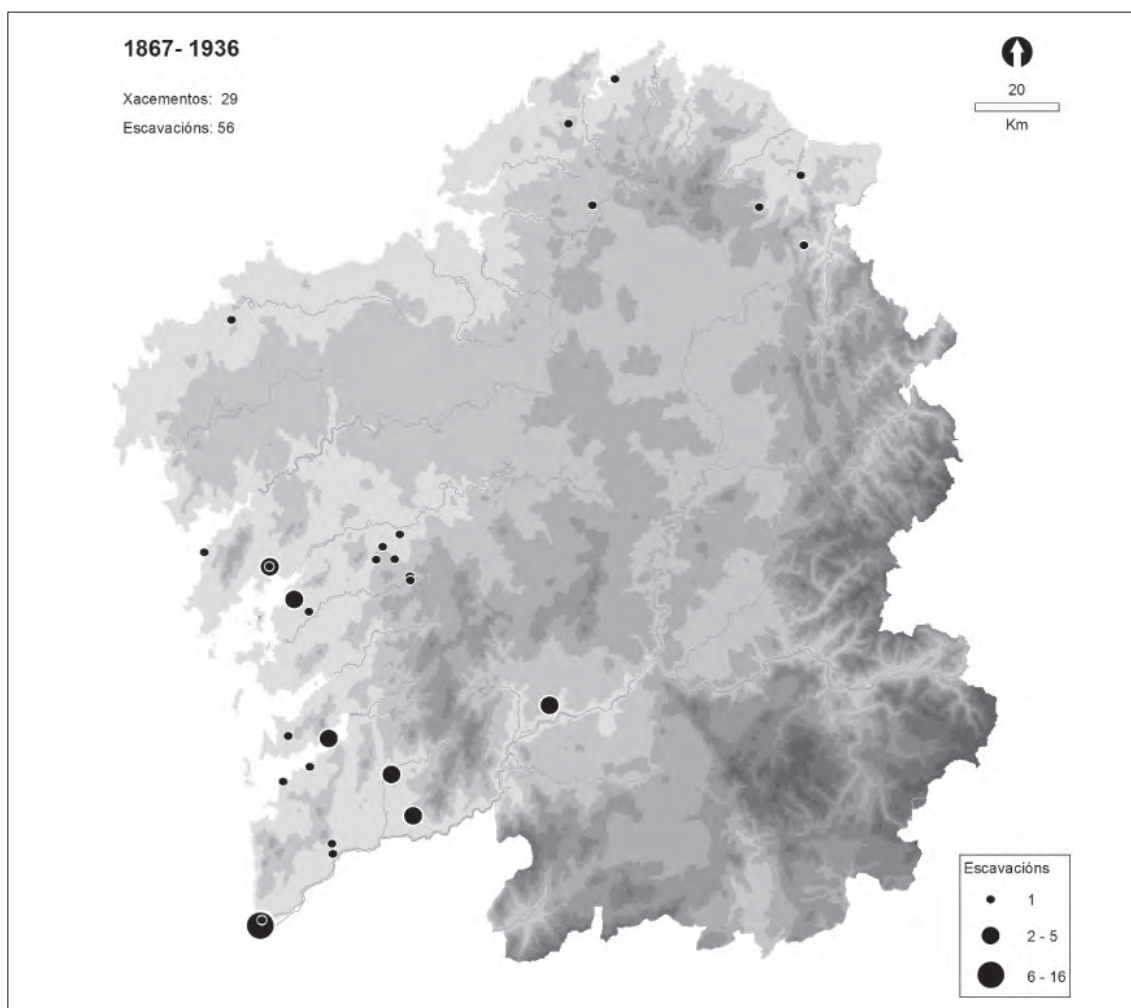 1867- 1936
Xacementos: 29
Escavacións: 56
20
Km
Escavacións
1
2 - 5
6 - 16